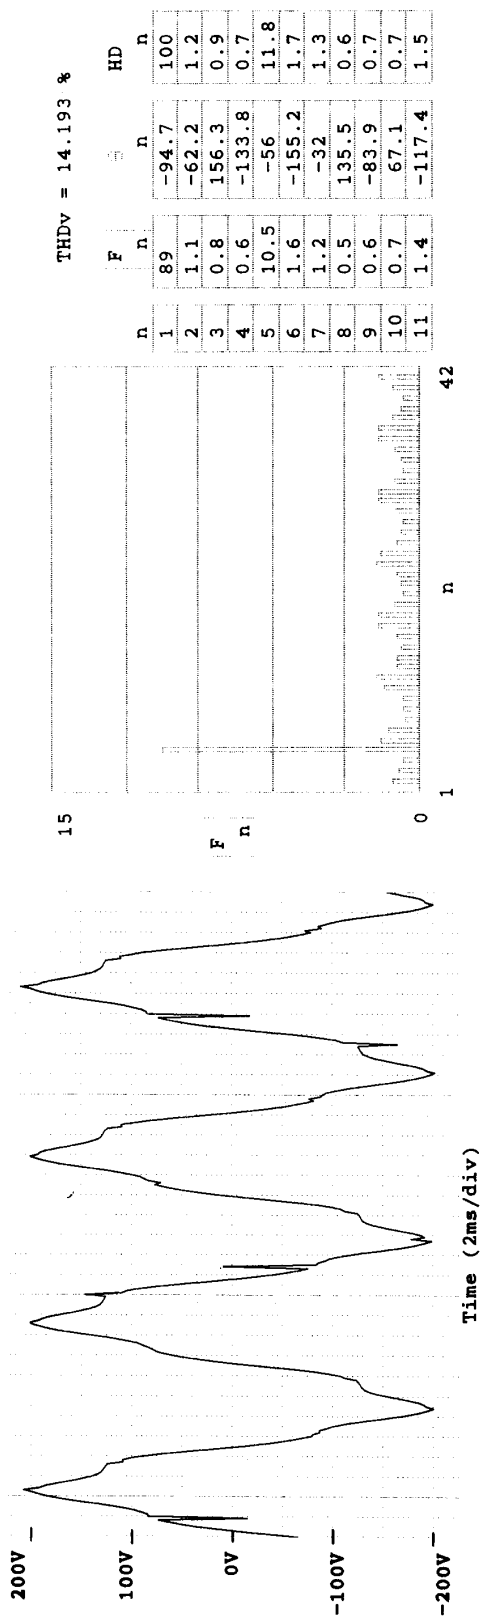 200V
100V
0V
-100V
-200V
Time (2ms/div)
15
F
n
0
1
n
42
THDv = 14.193 %
F HD
n n n n
1 89 -94.7 100
2 1.1 -62.2 1.2
3 0.8 156.3 0.9
4 0.6 -133.8 0.7
5 10.5 -56 11.8
6 1.6 -155.2 1.7
7 1.2 -32 1.3
8 0.5 135.5 0.6
9 0.6 -83.9 0.7
10 0.7 67.1 0.7
11 1.4 -117.4 1.5